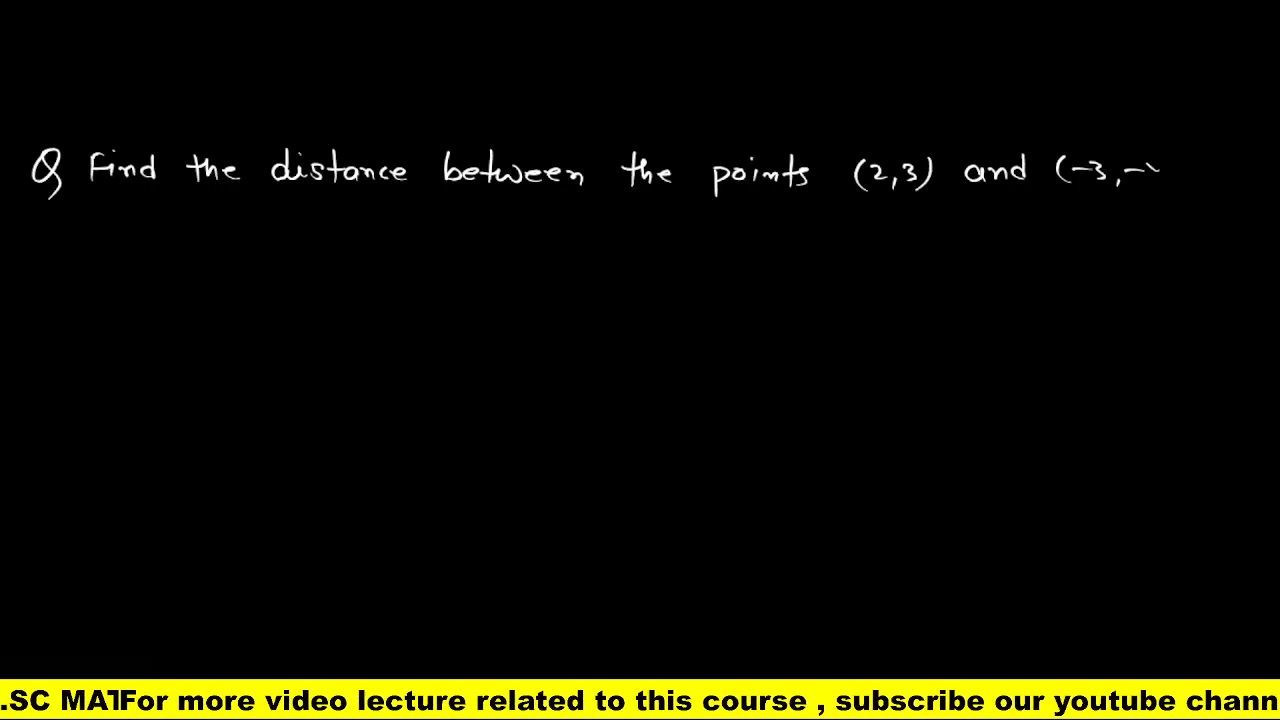 Q Find the distance between the points (2,3) and (-3,-
.SC MATFor more video lecture related to this course , subscribe our youtube chann